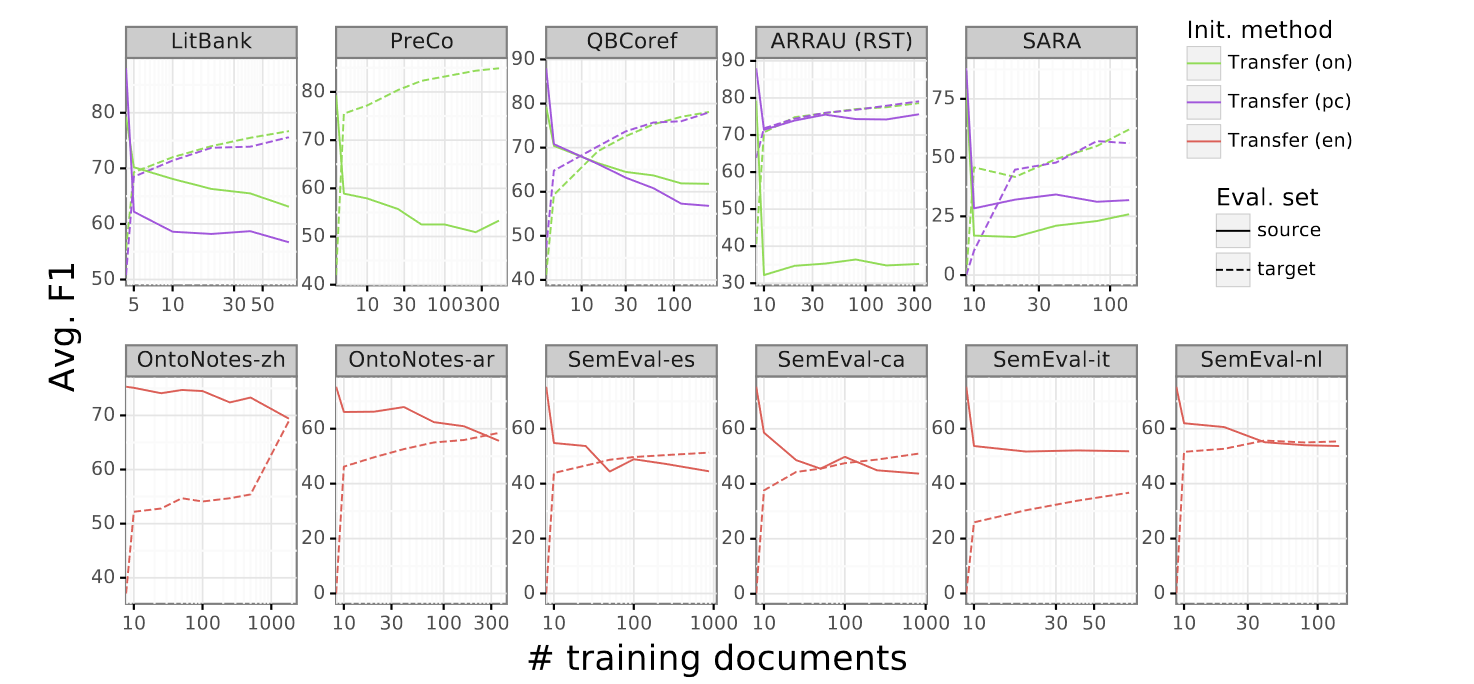 LitBank PreCo QBCoref ARRAU (RST) SARA
Init. method
Transfer (on)
Transfer (pc)
Transfer (en)
Eval. set
source
target
80
70
60
50
5 10 30 50
80
70
60
50
40
10 30 100 300
90
80
70
60
50
40
10 30 100
90
80
70
60
50
40
30
10 30 100 300
75
50
25
0
10 30 100
Avg. F1
OntoNotes-zh OntoNotes-ar SemEval-es SemEval-ca SemEval-it SemEval-nl
70
60
50
40
10 100 1000
60
40
20
0
10 30 100 300
60
40
20
0
10 100 1000
60
40
20
0
10 100 1000
60
40
20
0
10 30 50
60
40
20
0
10 30 100
# training documents